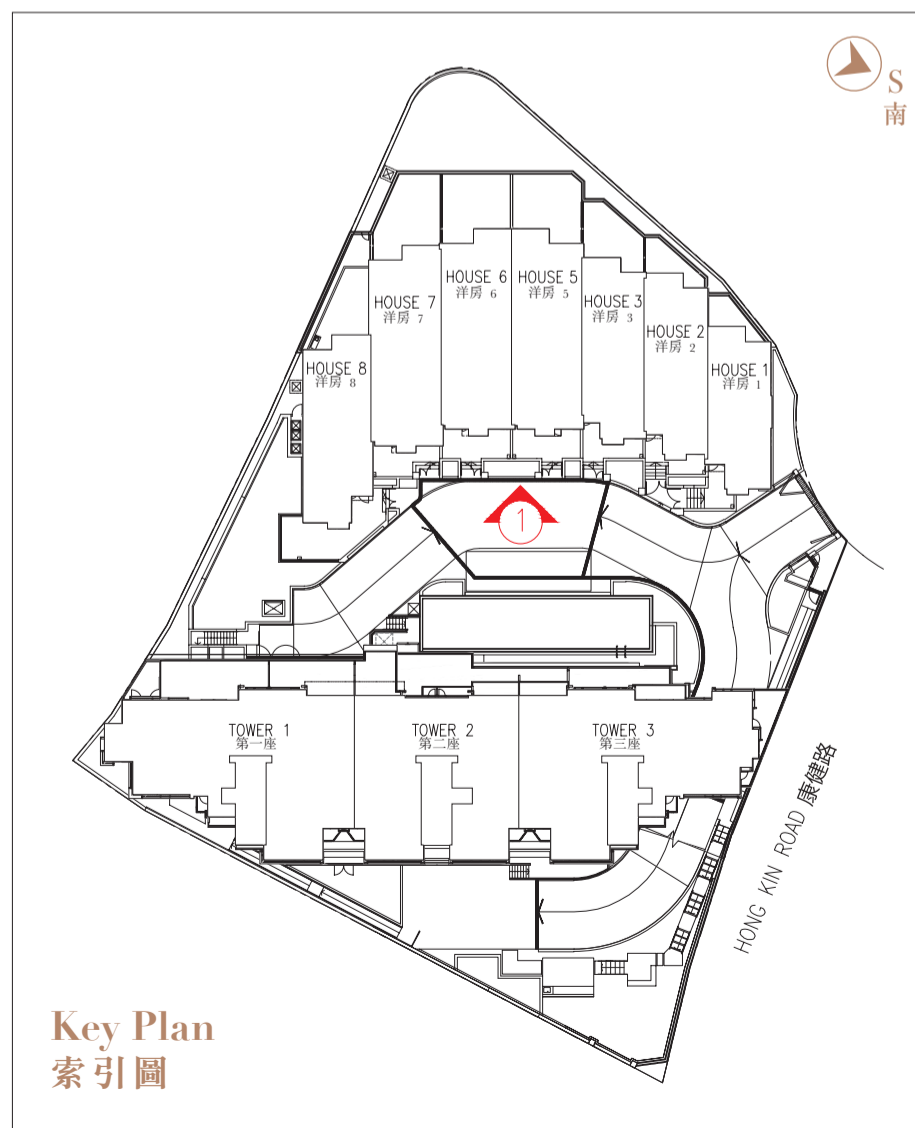 S
南
HOUSE 6
洋房 6
HOUSE 5
洋房 5
HOUSE 7
洋房 7
HOUSE 3
洋房 3
HOUSE 2
洋房 2
HOUSE 8
洋房 8
HOUSE 1
洋房 1
1
TOWER 1
第一座
TOWER 2
第二座
TOWER 3
第三座
HONG KIN ROAD 康健路
Key Plan
索引圖